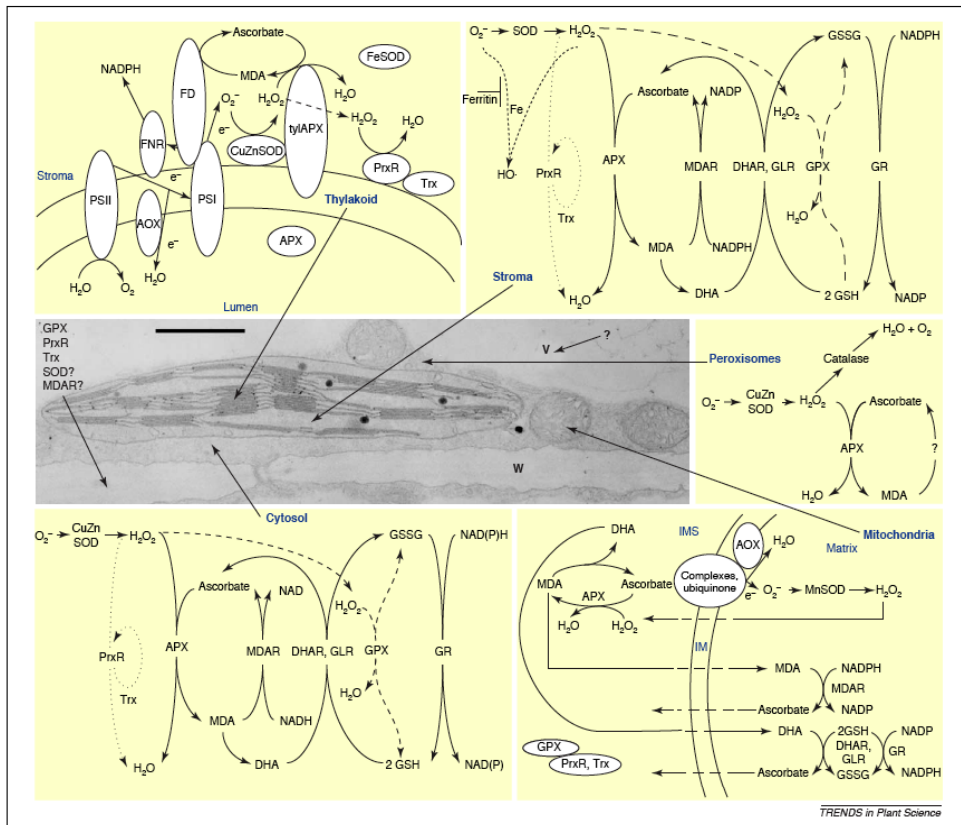 Ascorbate
FeSOD
NADPH
MDA
FD
O₂⁻
H₂O₂
H₂O
tylAPX
H₂O₂
H₂O
e⁻
FNR
CuZnSOD
Stroma
e⁻
PrxR
Trx
PSII
PSI
Thylakoid
AOX
e⁻
APX
H₂O
O₂
H₂O
Lumen
O₂⁻
SOD
H₂O₂
GSSG
NADPH
Ferritin
Fe
Ascorbate
NADP
H₂O₂
HO·
PrxR
APX
MDAR
DHAR, GLR
GPX
GR
Trx
H₂O
MDA
NADPH
Stroma
H₂O
DHA
2 GSH
NADP
GPX
PrxR
Trx
SOD?
MDAR?
V
?
W
H₂O + O₂
Peroxisomes
Catalase
O₂⁻
CuZn
SOD
H₂O₂
Ascorbate
APX
?
H₂O
MDA
Cytosol
O₂⁻
CuZn
SOD
H₂O₂
GSSG
NAD(P)H
Ascorbate
NAD
H₂O₂
PrxR
APX
MDAR
DHAR, GLR
GPX
GR
Trx
H₂O
MDA
NADH
H₂O
DHA
2 GSH
NAD(P)
DHA
IMS
AOX
H₂O
Matrix
Mitochondria
MDA
Ascorbate
Complexes,
ubiquinone
e⁻
O₂⁻
MnSOD
H₂O₂
APX
H₂O
H₂O₂
IM
MDA
NADPH
MDAR
Ascorbate
NADP
DHA
2GSH
NADP
DHAR,
GLR
GR
Ascorbate
GSSG
NADPH
GPX
PrxR, Trx
TRENDS in Plant Science